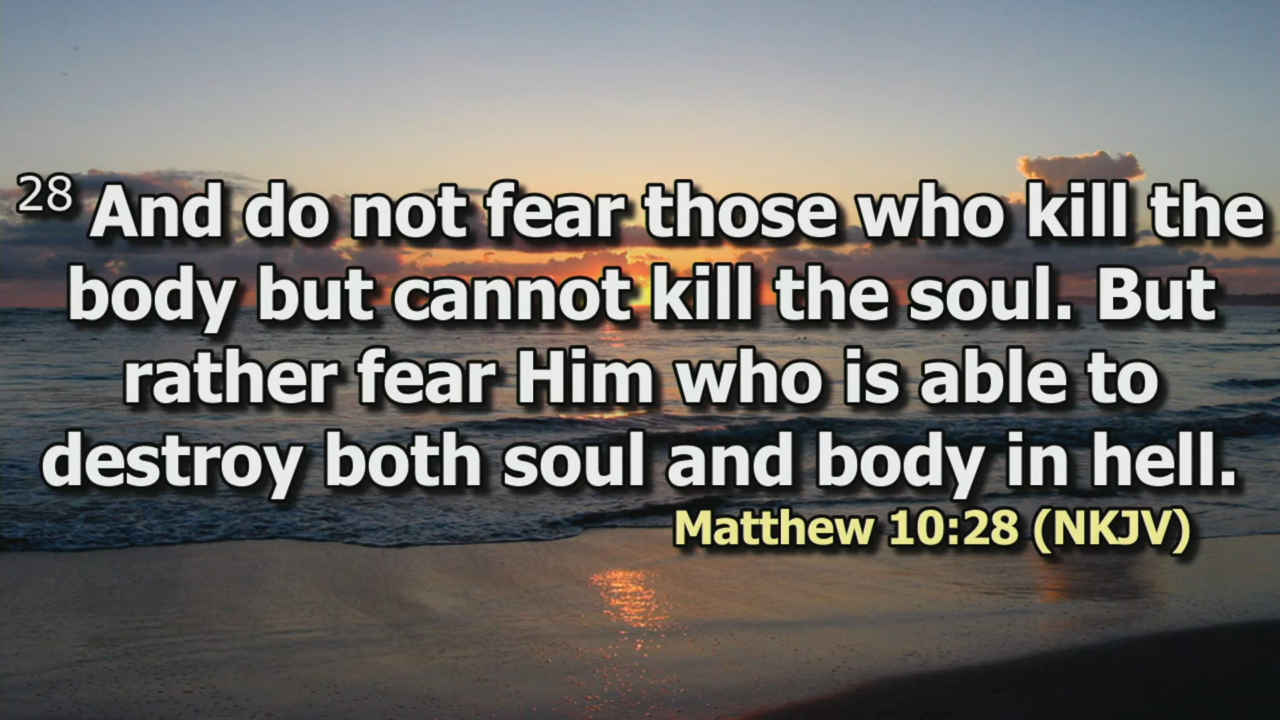 28 And do not fear those who kill the
body but cannot kill the soul. But
rather fear Him who is able to
destroy both soul and body in hell.
Matthew 10:28 (NKJV)